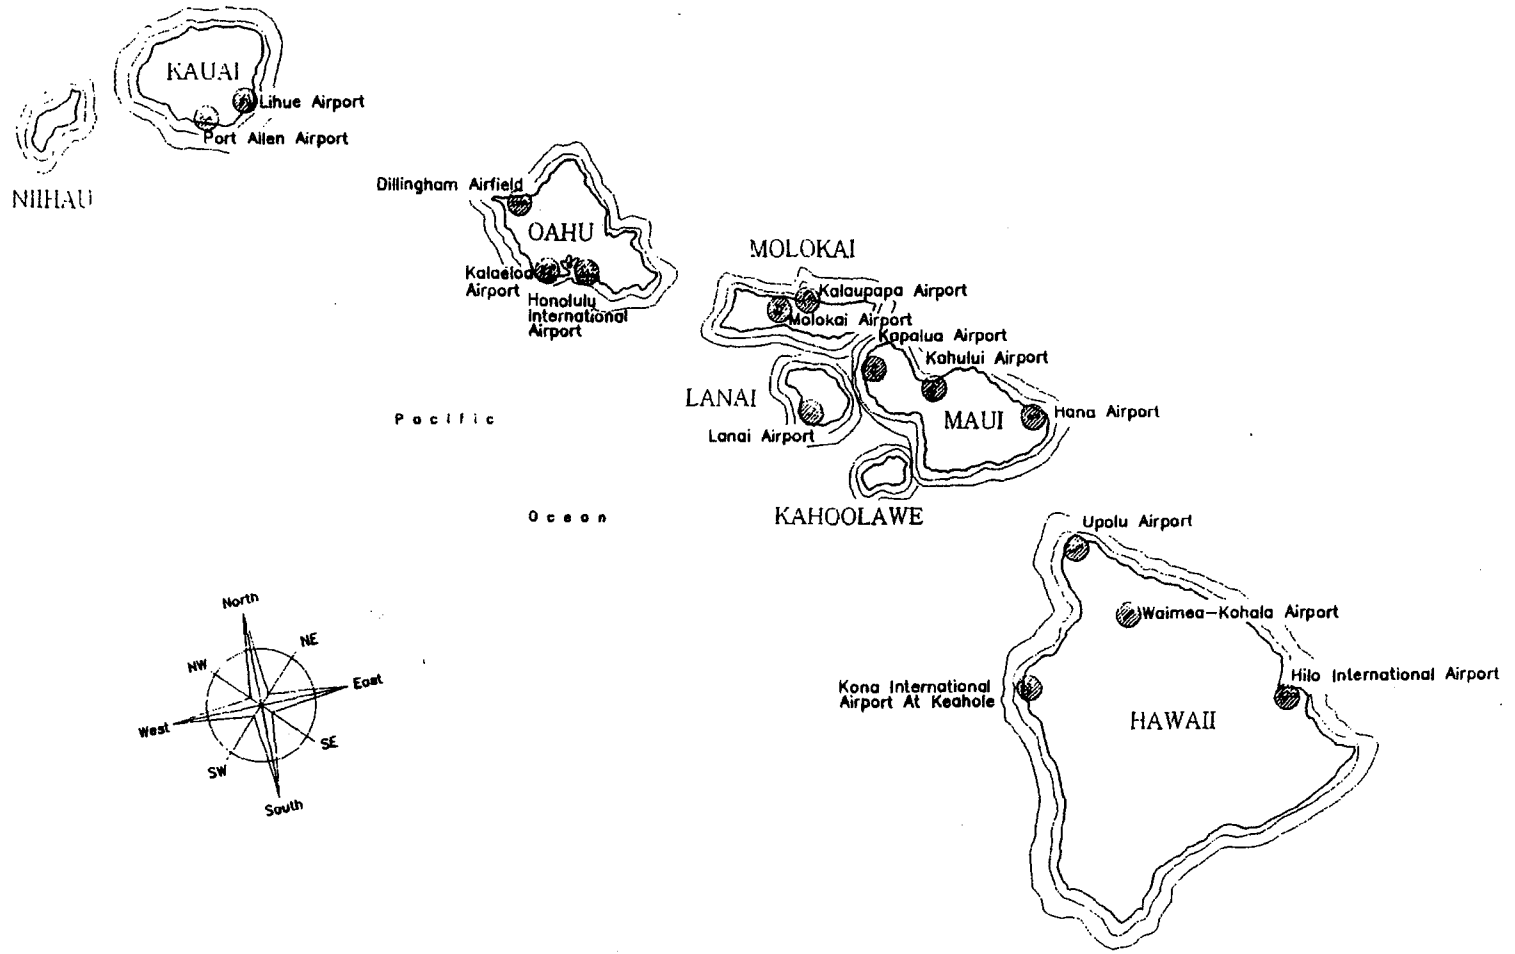 KAUAI
Lihue Airport
Port Allen Airport
NIIHAU
Dillingham Airfield
OAHU
Kalaeloa
Airport
Honolulu
International
Airport
MOLOKAI
Kalaupapa Airport
Molokai Airport
Kapalua Airport
Kahului Airport
LANAI
Lanai Airport
MAUI
Hana Airport
Pacific
Ocean
KAHOOLAWE
Upolu Airport
Waimea-Kohala Airport
Hilo International Airport
Kona International
Airport At Keahole
HAWAII
North
NE
NW
East
West
SE
SW
South